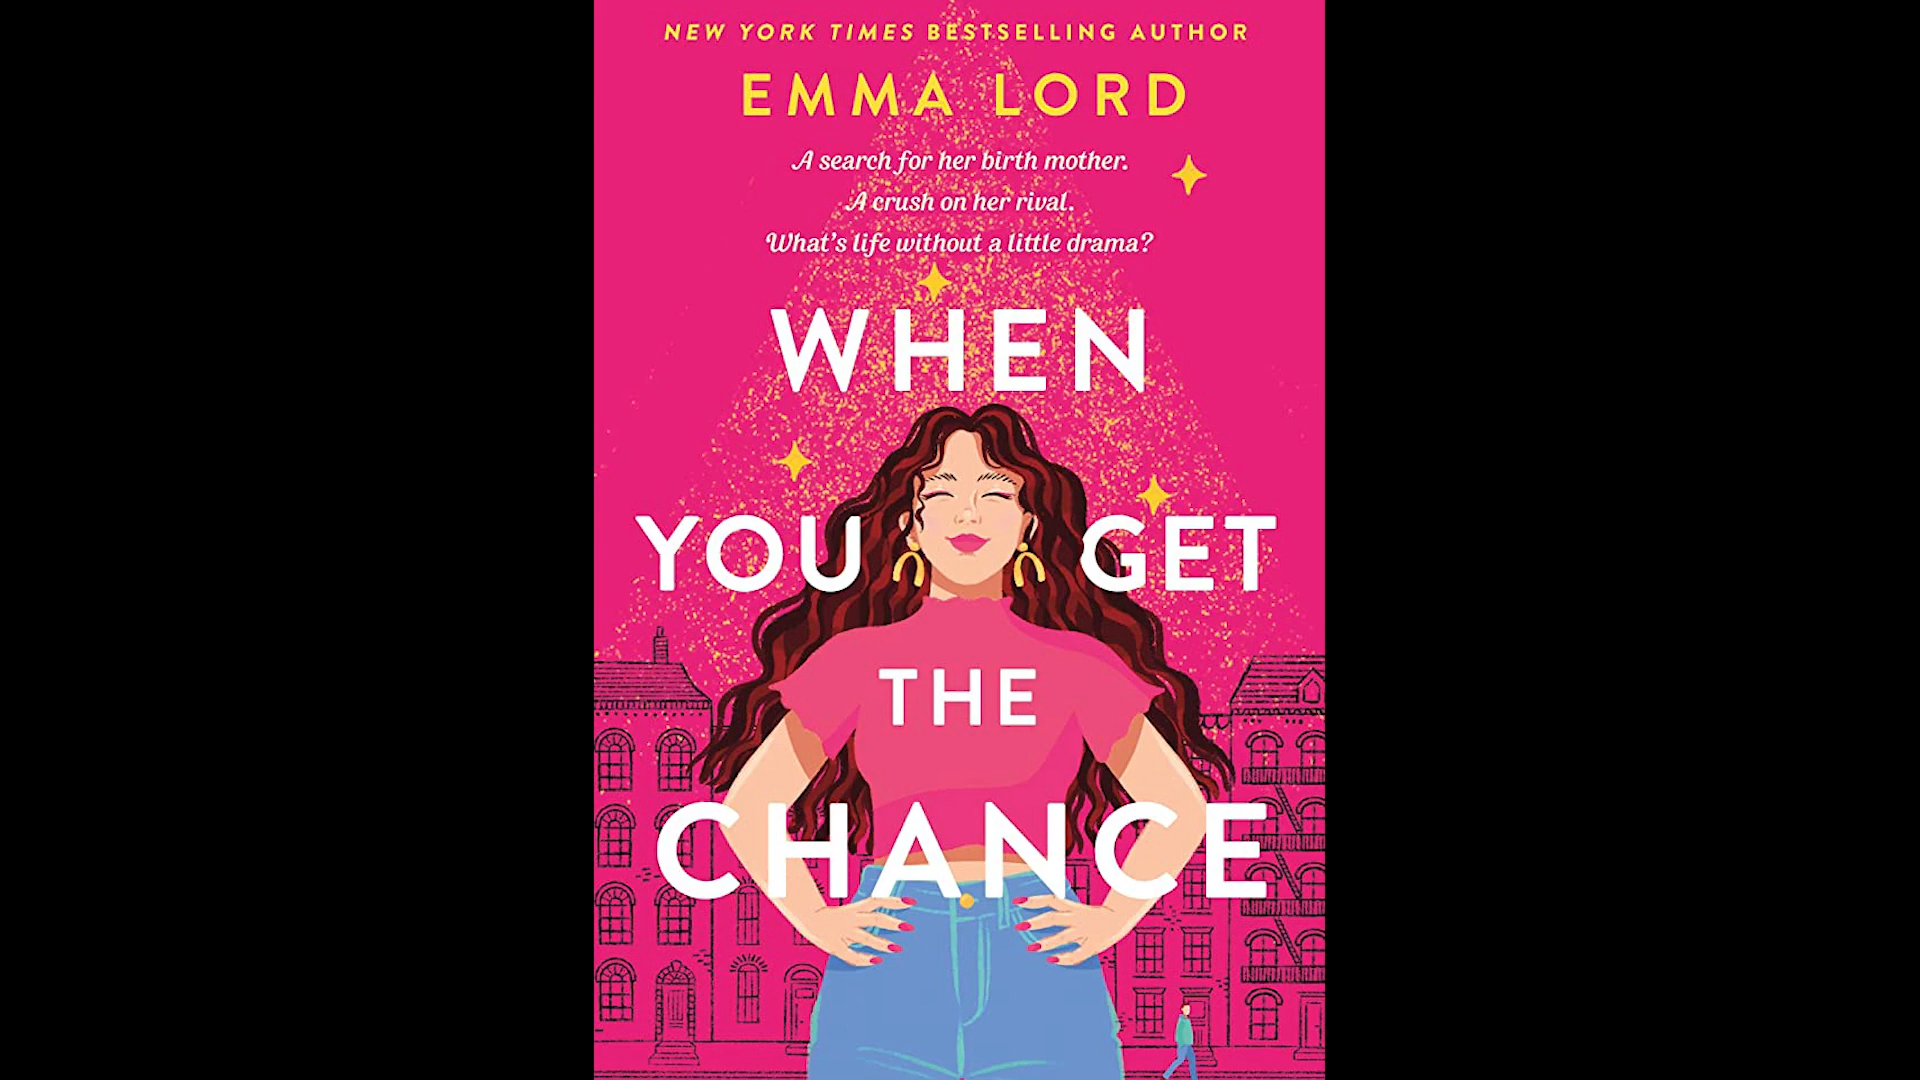 NEW YORK TIMES BESTSELLING AUTHOR
EMMA LORD
A search for her birth mother.
A crush on her rival.
What's life without a little drama?
WHEN
YOU GET
THE
CHANCE